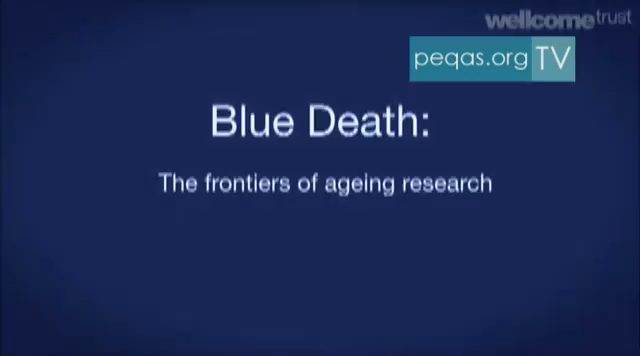 wellcometrust
peqas.org TV
Blue Death:
The frontiers of ageing research